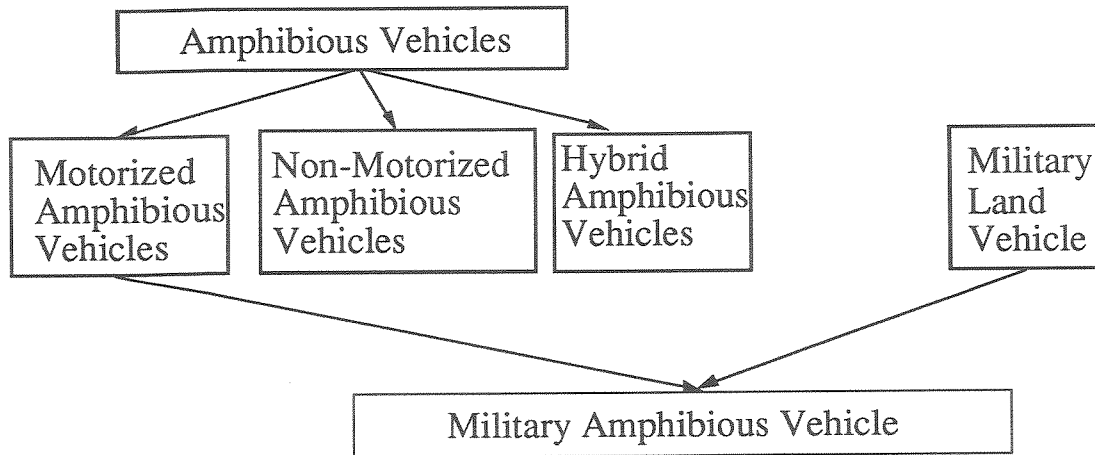 Amphibious Vehicles
Motorized
Amphibious
Vehicles
Non-Motorized
Amphibious
Vehicles
Hybrid
Amphibious
Vehicles
Military
Land
Vehicle
Military Amphibious Vehicle